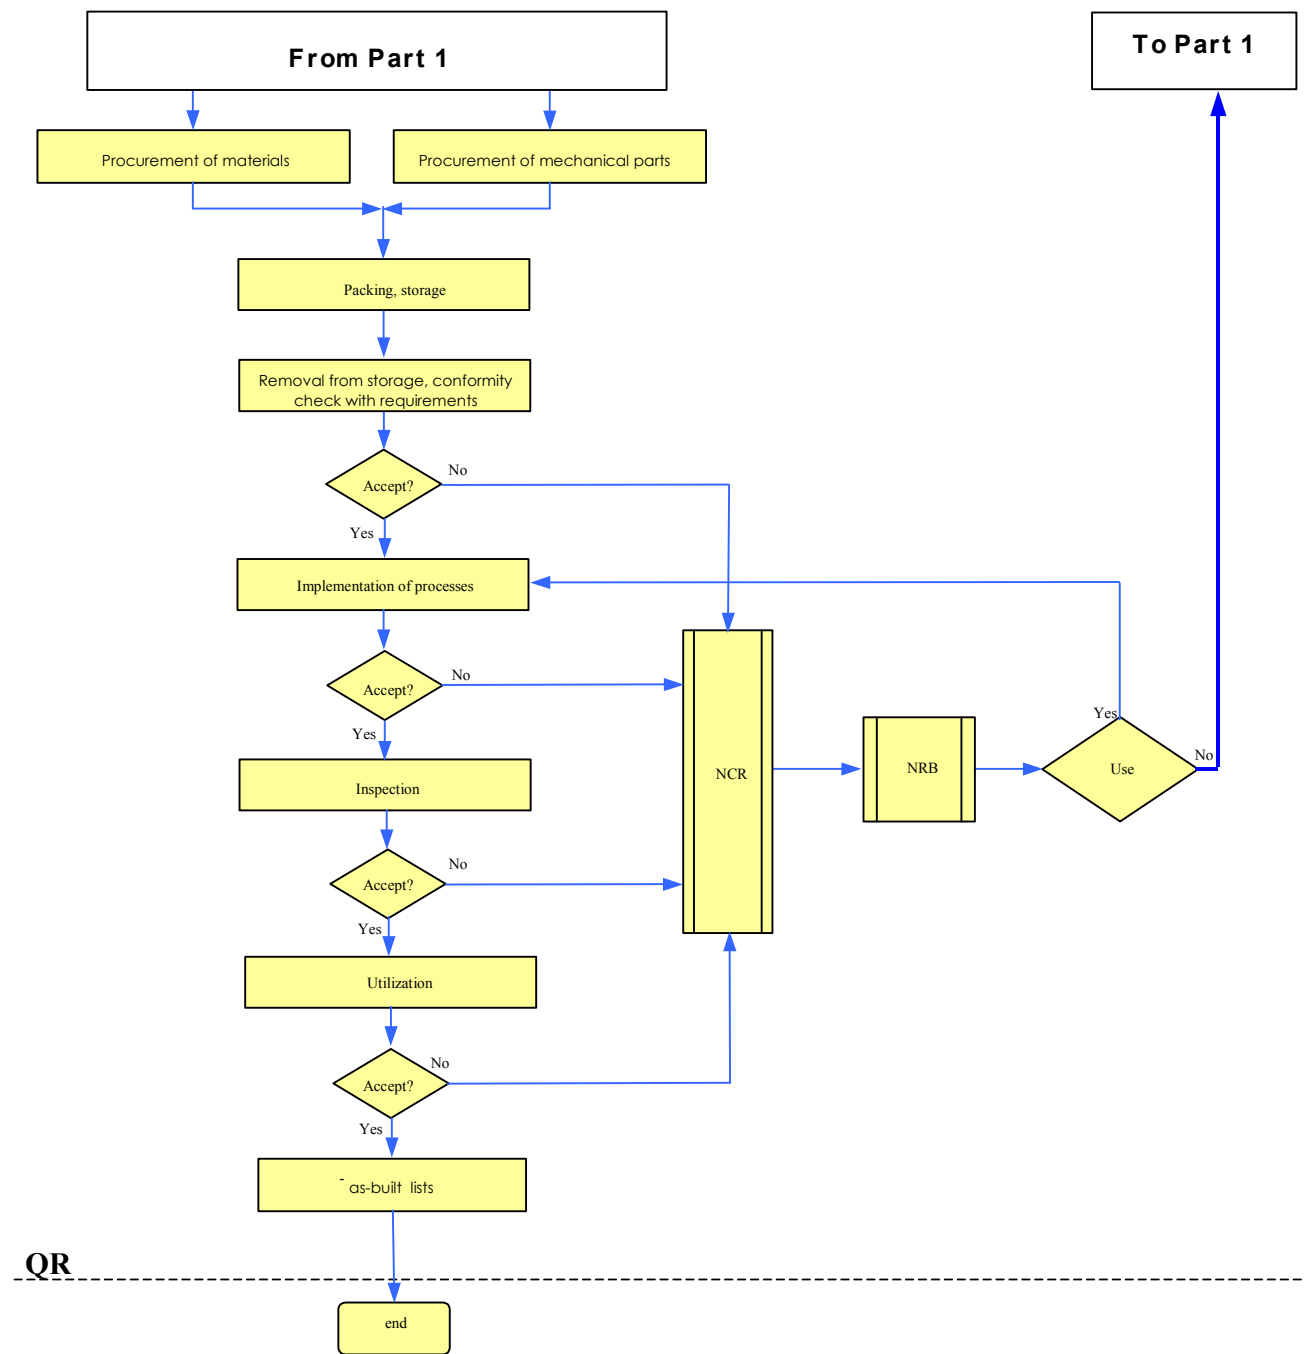 From Part 1
To Part 1
Procurement of materials
Procurement of mechanical parts
Packing, storage
Removal from storage, conformity
check with requirements
Accept?
No
Yes
Implementation of processes
Accept?
No
Yes
Inspection
NCR
NRB
Use
Yes
No
Accept?
No
Yes
Utilization
Accept?
No
Yes
- as-built lists
QR
end